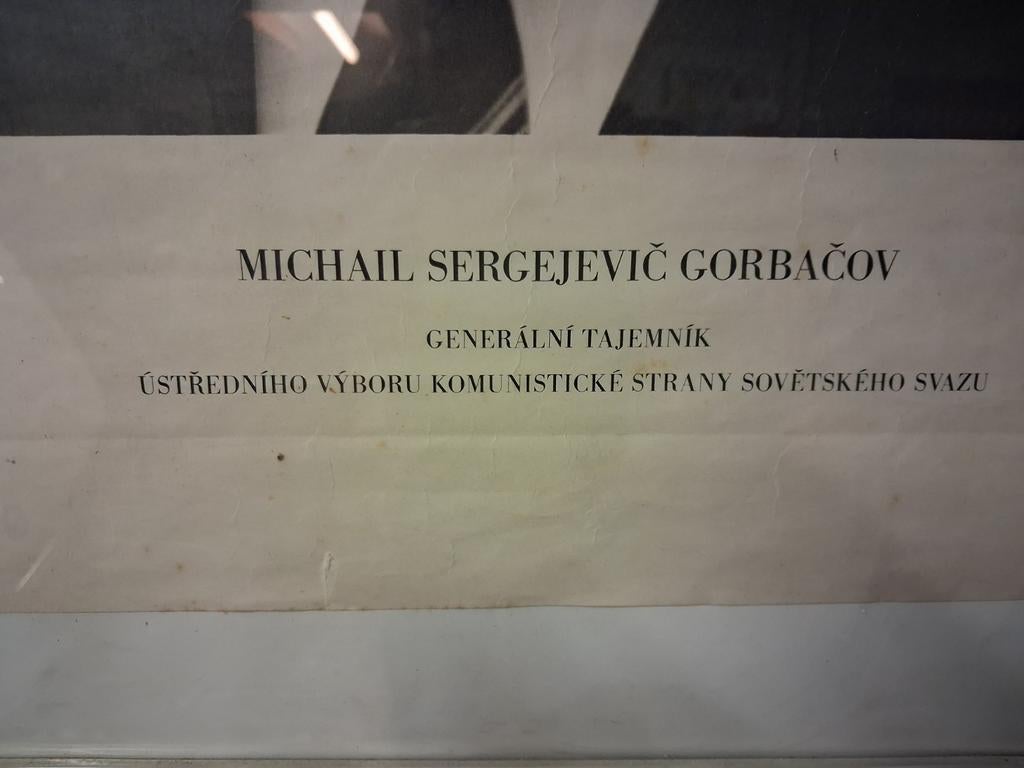 MICHAIL SERGEJEVIČ GORBAČOV
GENERÁLNÍ TAJEMNÍK
ÚSTŘEDNÍHO VÝBORU KOMUNISTICKÉ STRANY SOVĚTSKÉHO SVAZU